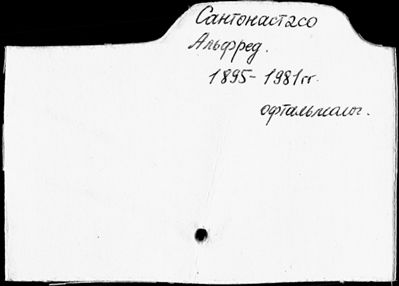 Сантонастасо
Альфред.
1895-1981гг.
офтальмолог.